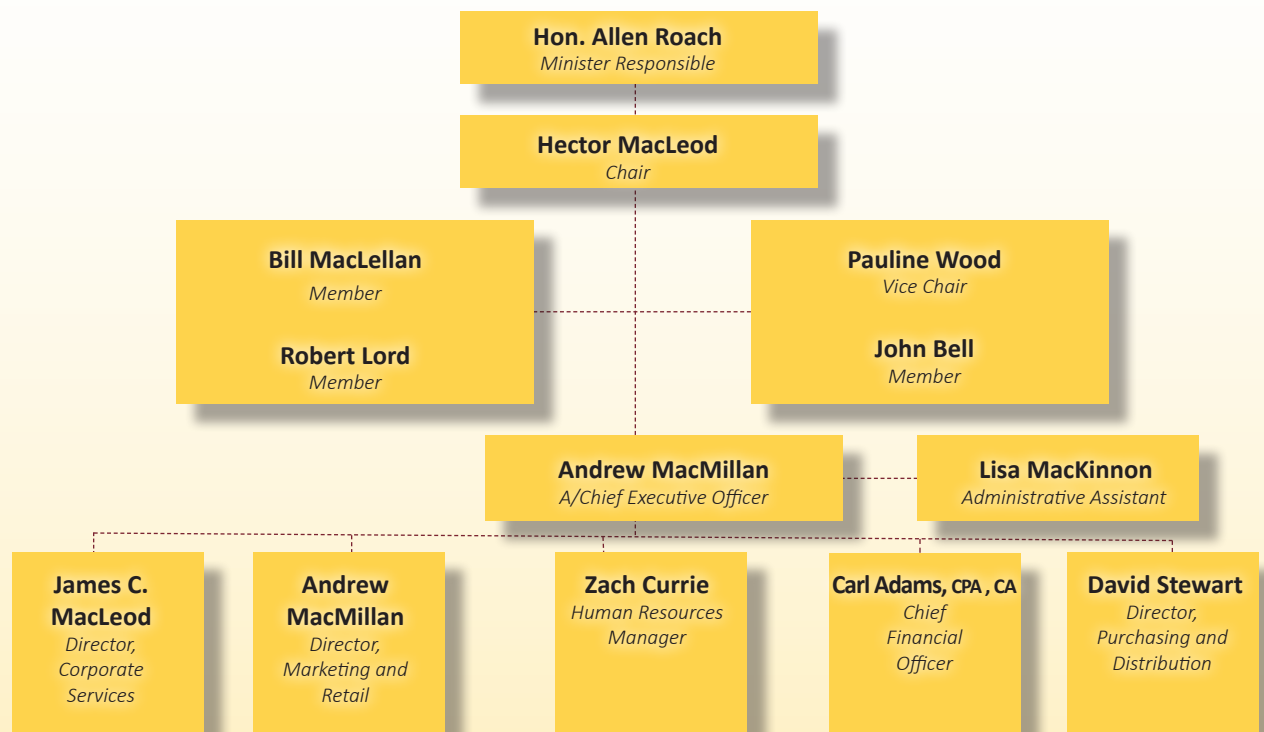 Hon. Allen Roach
Minister Responsible
Hector MacLeod
Chair
Bill MacLellan
Member
Robert Lord
Member
Pauline Wood
Vice Chair
John Bell
Member
Andrew MacMillan
A/Chief Executive Officer
Lisa MacKinnon
Administrative Assistant
James C.
MacLeod
Director,
Corporate
Services
Andrew
MacMillan
Director,
Marketing and
Retail
Zach Currie
Human Resources
Manager
Carl Adams, CPA , CA
Chief
Financial
Officer
David Stewart
Director,
Purchasing and
Distribution